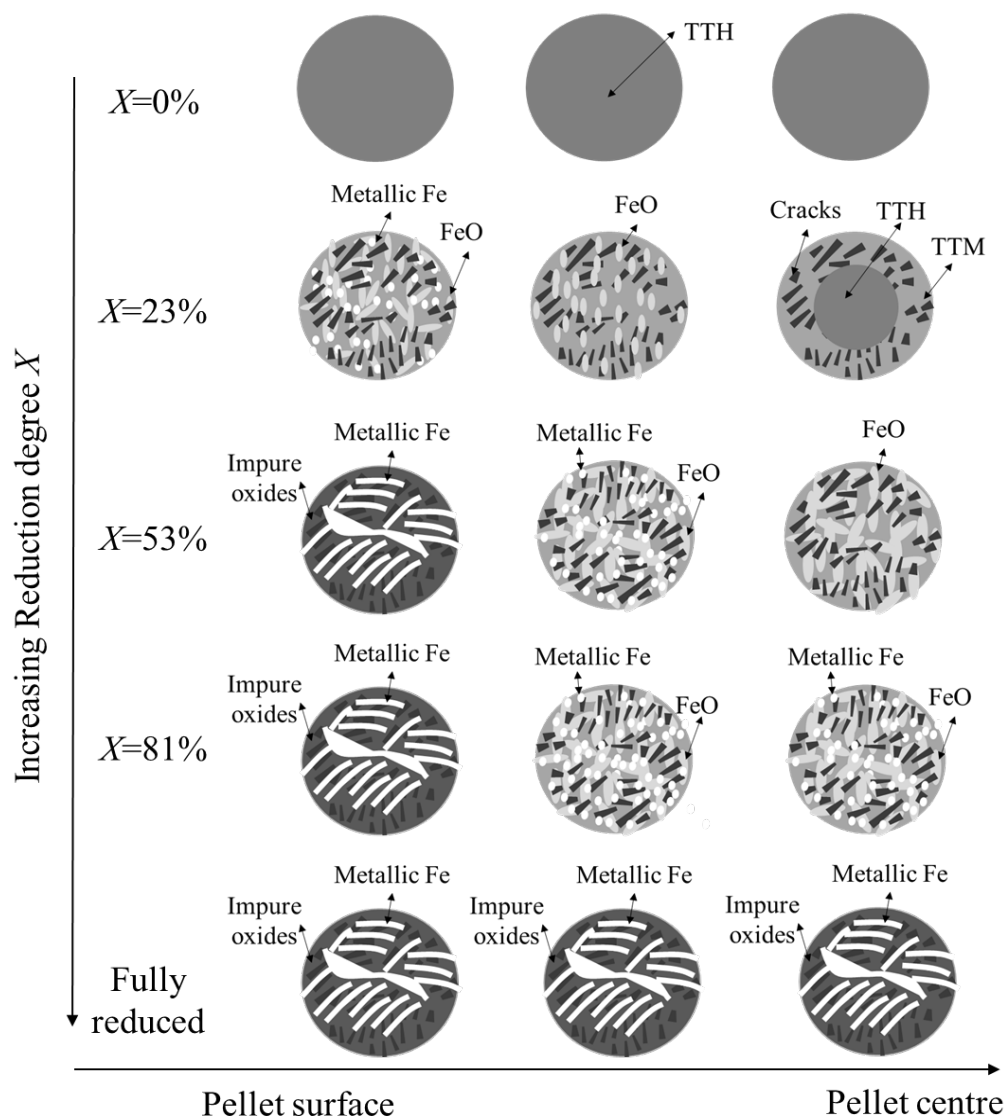 TTH
X=0%
Metallic Fe
FeO
FeO
Cracks
TTH
TTM
X=23%
Metallic Fe
Impure
oxides
Metallic Fe
FeO
FeO
X=53%
Metallic Fe
Impure
oxides
Metallic Fe
FeO
Metallic Fe
FeO
X=81%
Metallic Fe
Impure
oxides
Metallic Fe
Impure
oxides
Metallic Fe
Impure
oxides
Fully
reduced
Increasing Reduction degree X
Pellet surface
Pellet centre